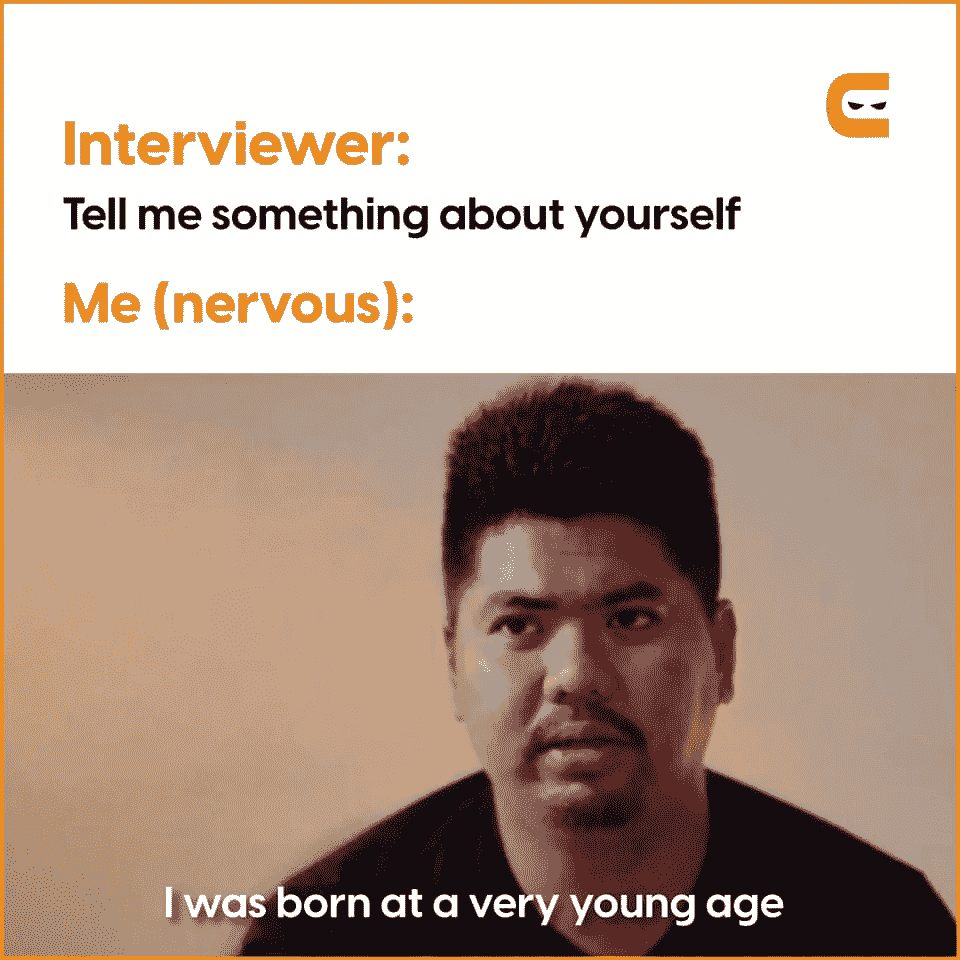 Interviewer:
Tell me something about yourself
Me (nervous):
I was born at a very young age